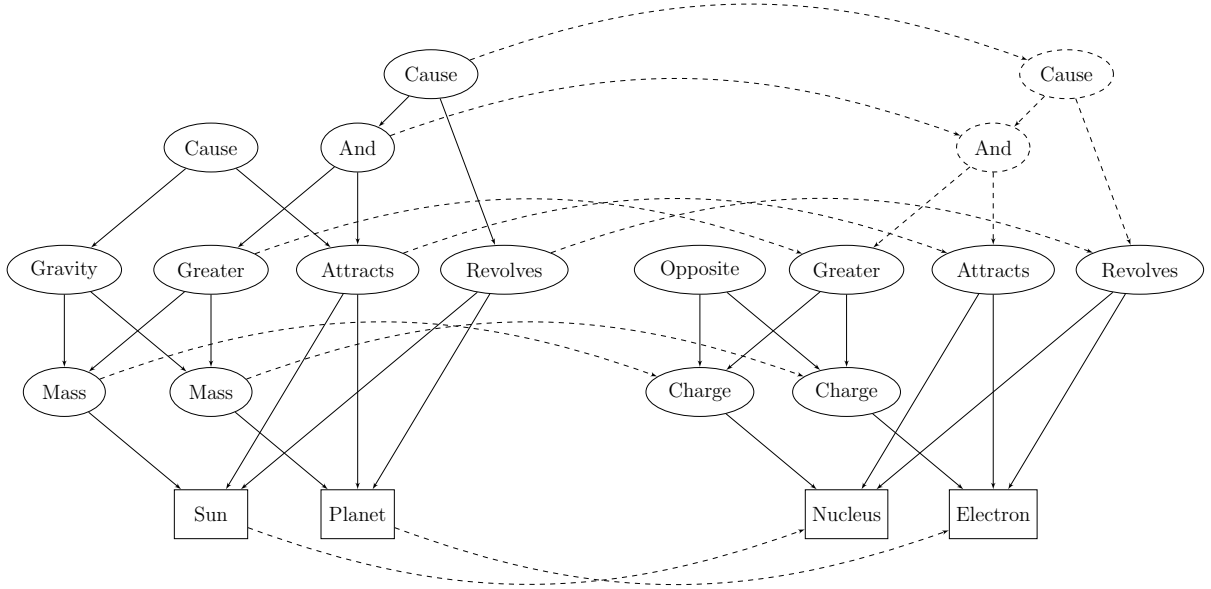 Cause
Cause
Cause
And
And
Gravity
Greater
Attracts
Revolves
Opposite
Greater
Attracts
Revolves
Mass
Mass
Charge
Charge
Sun
Planet
Nucleus
Electron